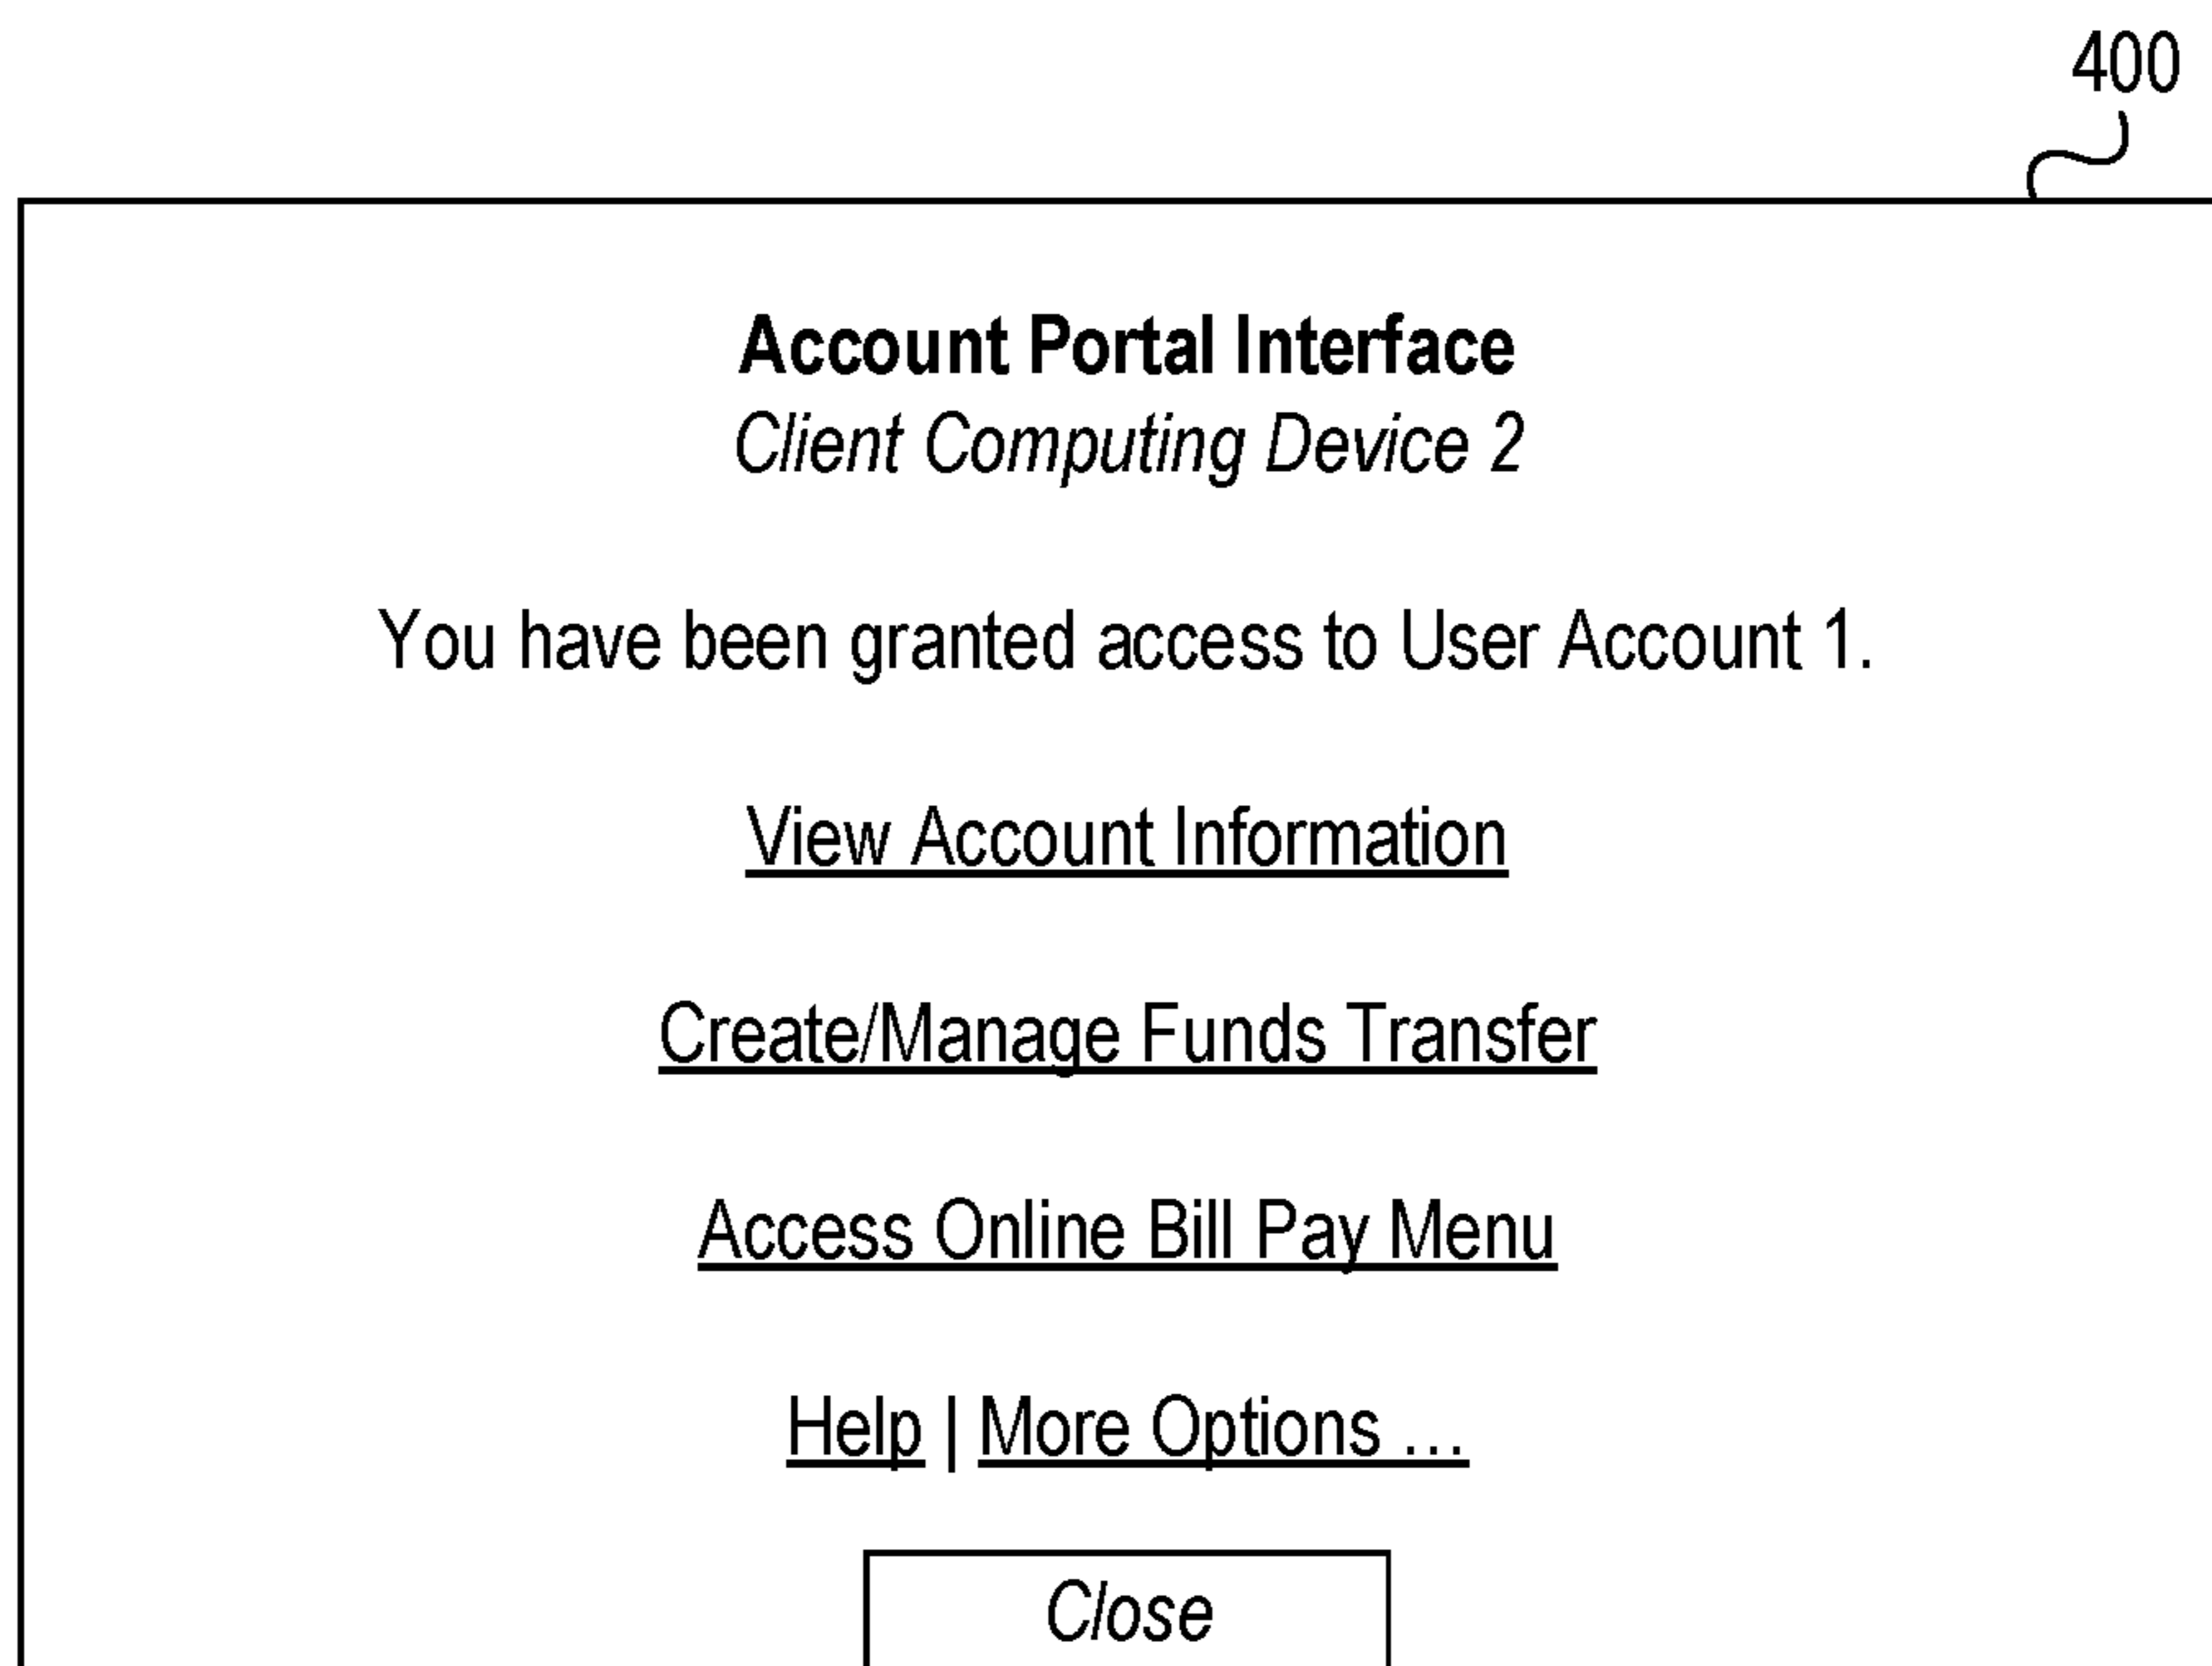 400
Account Portal Interface
Client Computing Device 2
You have been granted access to User Account 1.
View Account Information
Create/Manage Funds Transfer
Access Online Bill Pay Menu
Help | More Options ...
Close